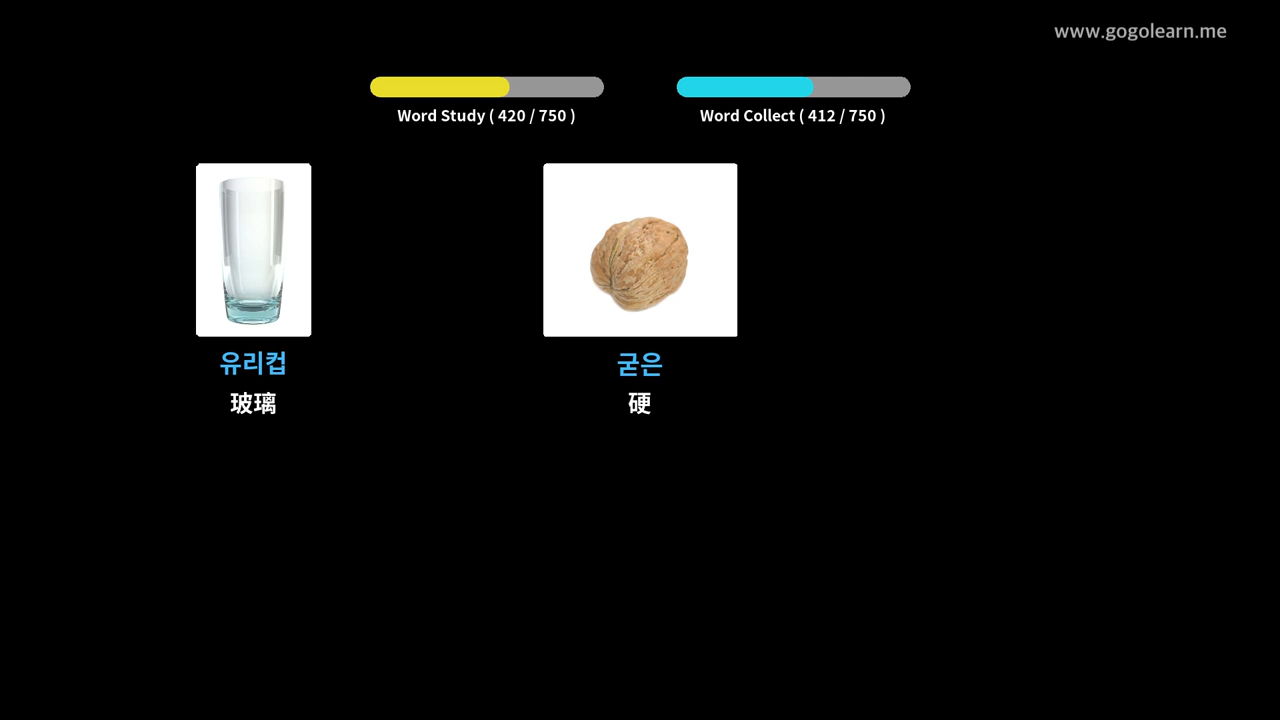 www.gogolearn.me
Word Study ( 420 / 750 )
Word Collect ( 412 / 750 )
유리컵
玻璃
굳은
硬